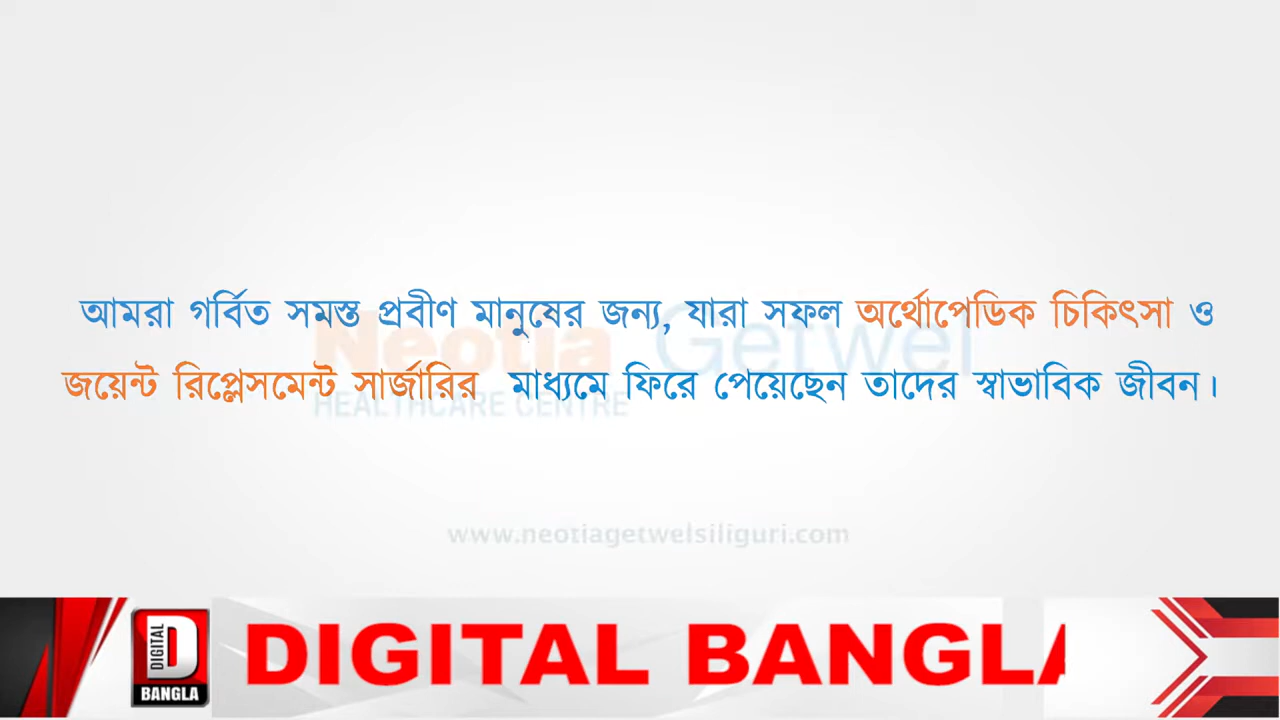 আমরা গর্বিত সমস্ত প্রবীণ মানুষের জন্য, যারা সফল অর্থোপেডিক চিকিৎসা ও
Neotia Getwel
জয়েন্ট রিপ্লেসমেন্ট সার্জারির মাধ্যমে ফিরে পেয়েছেন তাদের স্বাভাবিক জীবন।
HEALTHCARE CENTRE
www.neotiagetwelsiliguri.com
DIGITAL
BANGLA
DIGITAL BANGLA